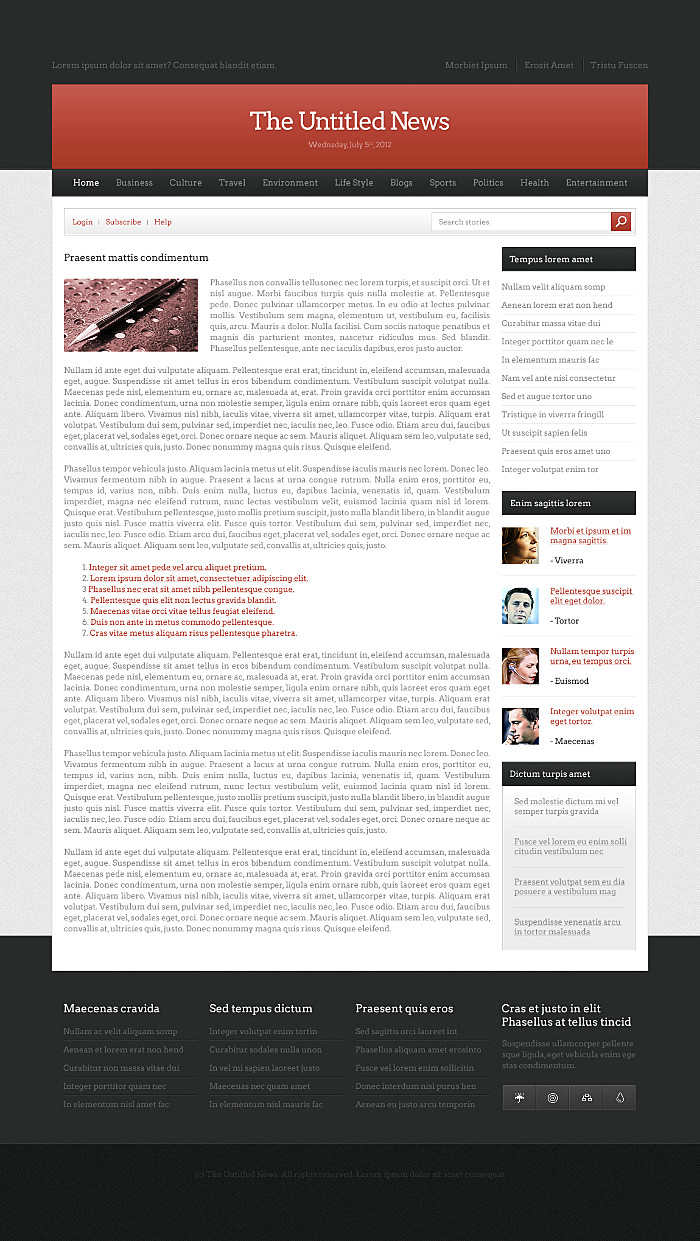 Lorem ipsum dolor sit amet? Consequat blandit etiam.
Morbiet Ipsum
Erosit Amet
Tristu Fuscen
The Untitled News
Wednsday, July 5th, 2012
Home Business Culture Travel Environment Life Style Blogs Sports Politics Health Entertainment
Login | Subscribe | Help
Search stories
Praesent mattis condimentum
Phasellus non convallis tellusonec nec lorem turpis, et suscipit orci. Ut et
nisl augue. Morbi faucibus turpis quis nulla molestie at. Pellentesque
pede. Donec pulvinar ullamcorper metus. In eu odio at lectus pulvinar
mollis. Vestibulum sem magna, elementum ut, vestibulum eu, facilisis
quis, arcu. Mauris a dolor. Nulla facilisi. Cum sociis natoque penatibus et
magnis dis parturient montes, nascetur ridiculus mus. Sed blandit.
Phasellus pellentesque, ante nec iaculis dapibus, eros justo auctor.
Nullam id ante eget dui vulputate aliquam. Pellentesque erat erat, tincidunt in, eleifend accumsan, malesuada
eget, augue. Suspendisse sit amet tellus in eros bibendum condimentum. Vestibulum suscipit volutpat nulla.
Maecenas pede nisl, elementum eu, ornare ac, malesuada at, erat. Proin gravida orci porttitor enim accumsan
lacinia. Donec condimentum, urna non molestie semper, ligula enim ornare nibh, quis laoreet eros quam eget
ante. Aliquam libero. Vivamus nisl nibh, iaculis vitae, viverra sit amet, ullamcorper vitae, turpis. Aliquam erat
volutpat. Vestibulum dui sem, pulvinar sed, imperdiet nec, iaculis nec, leo. Fusce odio. Etiam arcu dui, faucibus
eget, placerat vel, sodales eget, orci. Donec ornare neque ac sem. Mauris aliquet. Aliquam sem leo, vulputate sed,
convallis at, ultricies quis, justo. Donec nonummy magna quis risus. Quisque eleifend.
Phasellus tempor vehicula justo. Aliquam lacinia metus ut elit. Suspendisse iaculis mauris nec lorem. Donec leo.
Vivamus fermentum nibh in augue. Praesent a lacus at urna congue rutrum. Nulla enim eros, porttitor eu,
tempus id, varius non, nibh. Duis enim nulla, luctus eu, dapibus lacinia, venenatis id, quam. Vestibulum
imperdiet, magna nec eleifend rutrum, nunc lectus vestibulum velit, euismod lacinia quam nisl id lorem.
Quisque erat. Vestibulum pellentesque, justo mollis pretium suscipit, justo nulla blandit libero, in blandit augue
justo quis nisl. Fusce mattis viverra elit. Fusce quis tortor. Vestibulum dui sem, pulvinar sed, imperdiet nec,
iaculis nec, leo. Fusce odio. Etiam arcu dui, faucibus eget, placerat vel, sodales eget, orci. Donec ornare neque ac
sem. Mauris aliquet. Aliquam sem leo, vulputate sed, convallis at, ultricies quis, justo.
1. Integer sit amet pede vel arcu aliquet pretium.
2. Lorem ipsum dolor sit amet, consectetuer adipiscing elit.
3 Phasellus nec erat sit amet nibh pellentesque congue.
4. Pellentesque quis elit non lectus gravida blandit.
5. Maecenas vitae orci vitae tellus feugiat eleifend.
6. Duis non ante in metus commodo pellentesque.
7. Cras vitae metus aliquam risus pellentesque pharetra.
Nullam id ante eget dui vulputate aliquam. Pellentesque erat erat, tincidunt in, eleifend accumsan, malesuada
eget, augue. Suspendisse sit amet tellus in eros bibendum condimentum. Vestibulum suscipit volutpat nulla.
Maecenas pede nisl, elementum eu, ornare ac, malesuada at, erat. Proin gravida orci porttitor enim accumsan
lacinia. Donec condimentum, urna non molestie semper, ligula enim ornare nibh, quis laoreet eros quam eget
ante. Aliquam libero. Vivamus nisl nibh, iaculis vitae, viverra sit amet, ullamcorper vitae, turpis. Aliquam erat
volutpat. Vestibulum dui sem, pulvinar sed, imperdiet nec, iaculis nec, leo. Fusce odio. Etiam arcu dui, faucibus
eget, placerat vel, sodales eget, orci. Donec ornare neque ac sem. Mauris aliquet. Aliquam sem leo, vulputate sed,
convallis at, ultricies quis, justo. Donec nonummy magna quis risus. Quisque eleifend.
Phasellus tempor vehicula justo. Aliquam lacinia metus ut elit. Suspendisse iaculis mauris nec lorem. Donec leo.
Vivamus fermentum nibh in augue. Praesent a lacus at urna congue rutrum. Nulla enim eros, porttitor eu,
tempus id, varius non, nibh. Duis enim nulla, luctus eu, dapibus lacinia, venenatis id, quam. Vestibulum
imperdiet, magna nec eleifend rutrum, nunc lectus vestibulum velit, euismod lacinia quam nisl id lorem.
Quisque erat. Vestibulum pellentesque, justo mollis pretium suscipit, justo nulla blandit libero, in blandit augue
justo quis nisl. Fusce mattis viverra elit. Fusce quis tortor. Vestibulum dui sem, pulvinar sed, imperdiet nec,
iaculis nec, leo. Fusce odio. Etiam arcu dui, faucibus eget, placerat vel, sodales eget, orci. Donec ornare neque ac
sem. Mauris aliquet. Aliquam sem leo, vulputate sed, convallis at, ultricies quis, justo.
Nullam id ante eget dui vulputate aliquam. Pellentesque erat erat, tincidunt in, eleifend accumsan, malesuada
eget, augue. Suspendisse sit amet tellus in eros bibendum condimentum. Vestibulum suscipit volutpat nulla.
Maecenas pede nisl, elementum eu, ornare ac, malesuada at, erat. Proin gravida orci porttitor enim accumsan
lacinia. Donec condimentum, urna non molestie semper, ligula enim ornare nibh, quis laoreet eros quam eget
ante. Aliquam libero. Vivamus nisl nibh, iaculis vitae, viverra sit amet, ullamcorper vitae, turpis. Aliquam erat
volutpat. Vestibulum dui sem, pulvinar sed, imperdiet nec, iaculis nec, leo. Fusce odio. Etiam arcu dui, faucibus
eget, placerat vel, sodales eget, orci. Donec ornare neque ac sem. Mauris aliquet. Aliquam sem leo, vulputate sed,
convallis at, ultricies quis, justo. Donec nonummy magna quis risus. Quisque eleifend.
Tempus lorem amet
Nullam velit aliquam somp
Aenean lorem erat non hend
Curabitur massa vitae dui
Integer porttitor quam nec le
In elementum mauris fac
Nam vel ante nisi consectetur
Sed et augue tortor uno
Tristique in viverra fringill
Ut suscipit sapien felis
Praesent quis eros amet uno
Integer volutpat enim tor
Enim sagittis lorem
Morbi et ipsum et im
magna sagittis.
- Viverra
Pellentesque suscipit
elit eget dolor.
- Tortor
Nullam tempor turpis
urna, eu tempus orci.
- Euismod
Integer volutpat enim
eget tortor.
- Maecenas
Dictum turpis amet
Sed molestie dictum mi vel
semper turpis gravida
Fusce vel lorem eu enim solli
citudin vestibulum nec
Praesent volutpat sem eu dia
posuere a vestibulum mag
Suspendisse venenatis arcu
in tortor malesuada
Maecenas cravida
Nullam ac velit aliquam somp
Aenean et lorem erat non hend
Curabitur non massa vitae dui
Integer porttitor quam nec
In elementum nisl amet fac
Sed tempus dictum
Integer volutpat enim tortin
Curabitur sodales nulla unon
In vel mi sapien laoreet justo
Maecenas nec quam amet
In elementum nisl mauris fac
Praesent quis eros
Sed sagittis orci laoreet int
Phasellus aliquam amet erosinto
Fusce vel lorem enim sollicitin
Donec interdum nisi purus hen
Aenean eu justo arcu temporin
Cras et justo in elit
Phasellus at tellus tincid
Suspendisse ullamcorper pellente
sque ligula, eget vehicula enim ege
stas condimentum.
(c) The Untitled News. All rights reserved. Lorem ipsum dolor sit amet consequat